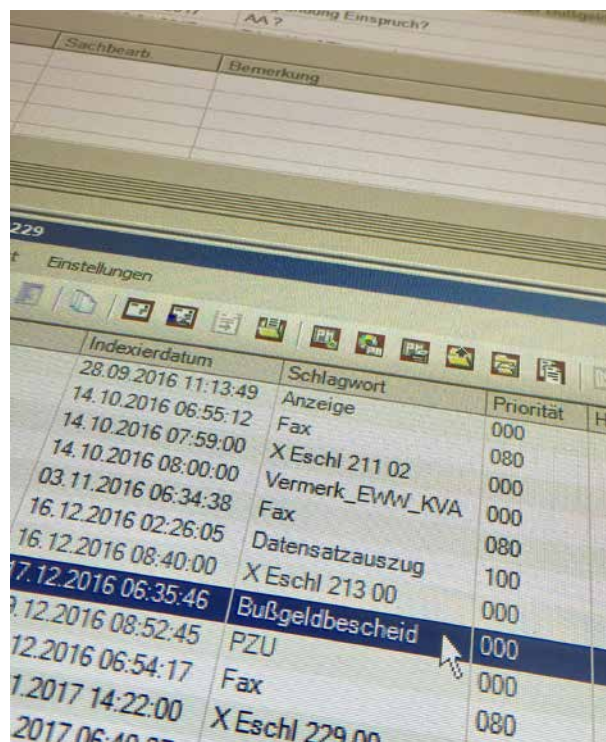 AA ?
Einspruch?
Sachbearb
Bemerkung
229
Einstellungen
Indexierdatum Schlagwort Priorität
28.09.2016 11:13:49 Anzeige 000
14.10.2016 06:55:12 Fax 080
14.10.2016 07:59:00 X Eschl 211 02 000
14.10.2016 08:00:00 Vermerk_EWW_KVA 000
03.11.2016 06:34:38 Fax 080
16.12.2016 02:26:05 Datensatzauszug 100
16.12.2016 08:40:00 X Eschl 213 00 000
7.12.2016 06:35:46 Bußgeldbescheid 000
.12.2016 08:52:45 PZU 000
12.2016 06:54:17 Fax 080
1.2017 14:22:00 X Eschl 229 00
2017